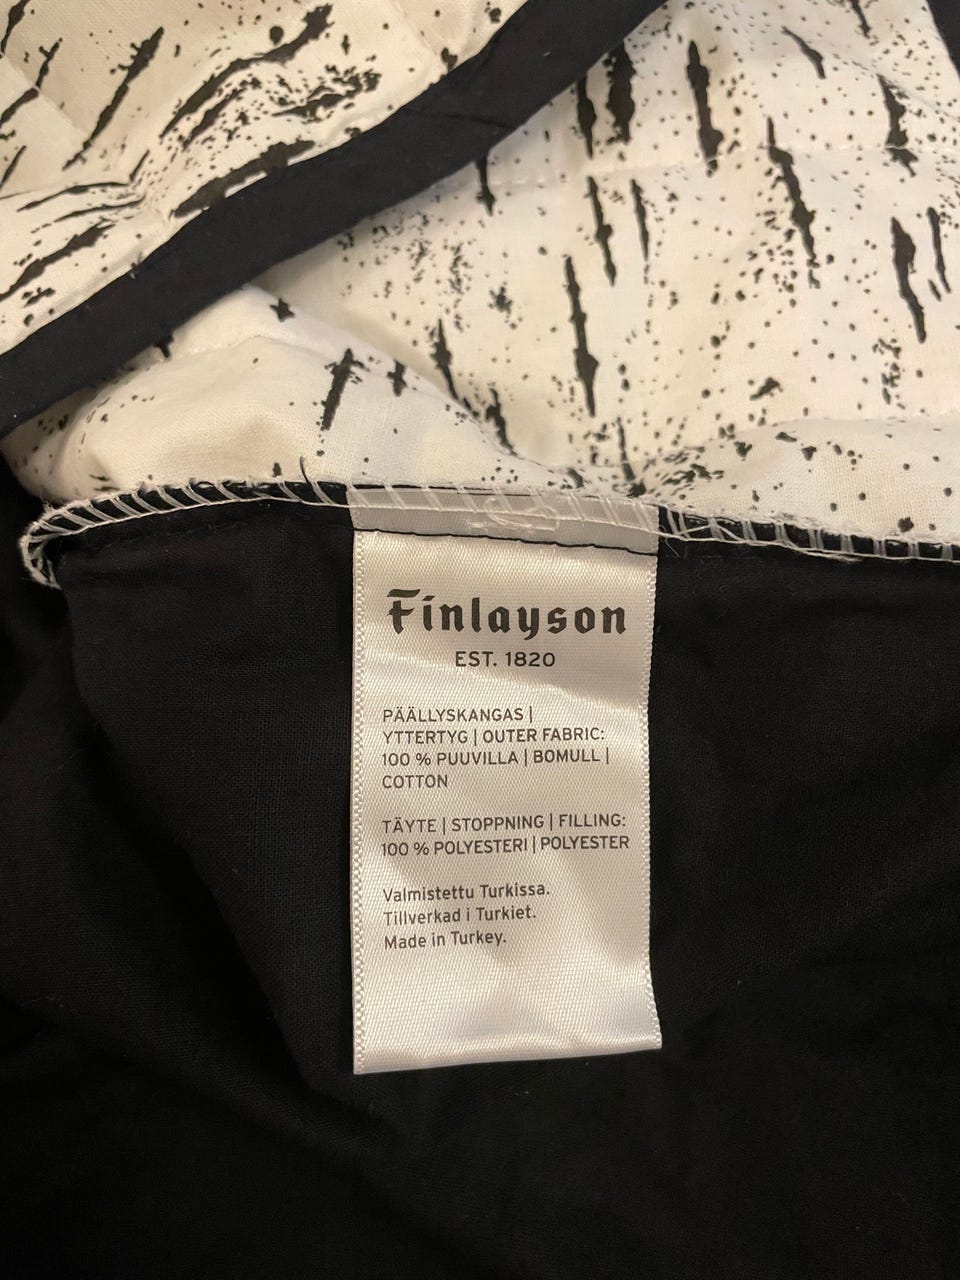 Finlayson
EST. 1820
PÄÄLLYSKANGAS |
YTTERTYG | OUTER FABRIC:
100 % PUUVILLA | BOMULL |
COTTON
TÄYTE | STOPPNING | FILLING:
100 % POLYESTERI | POLYESTER
Valmistettu Turkissa.
Tillverkad i Turkiet.
Made in Turkey.